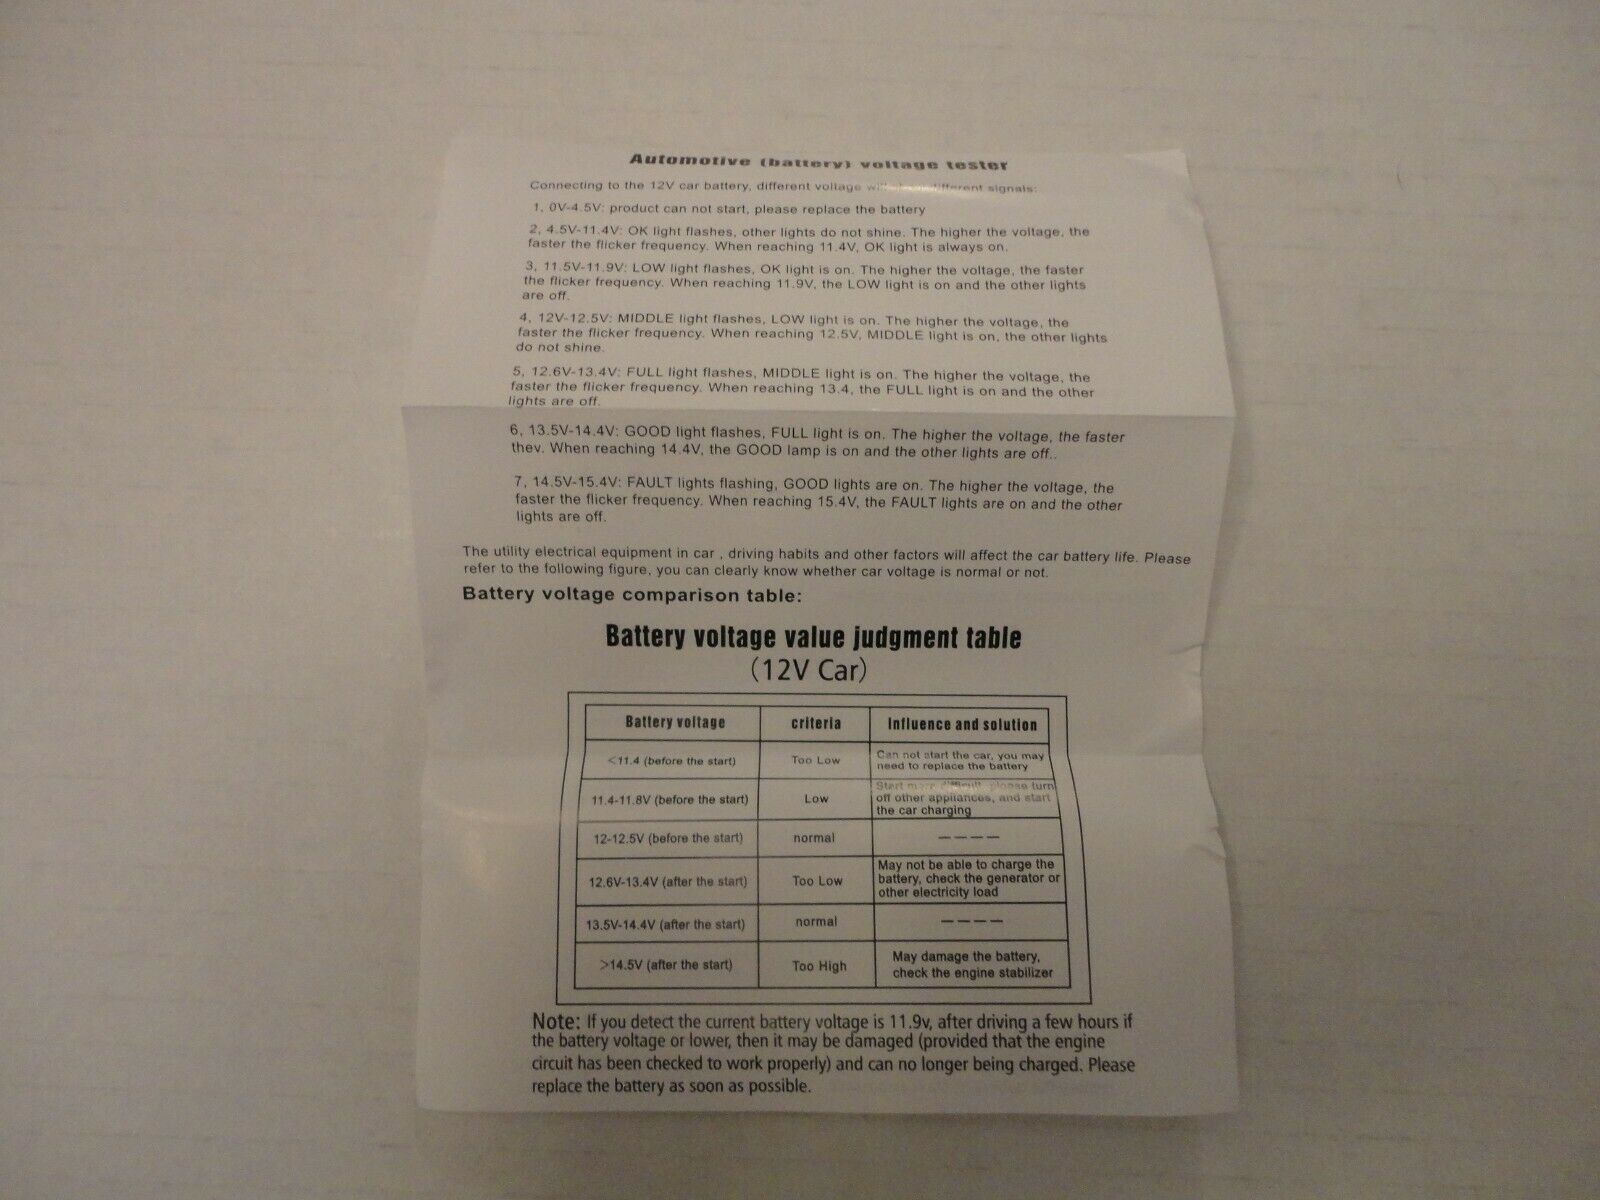 Automotive (battery) voltage tester
Connecting to the 12V car battery, different voltage different signals:
1, 0V-4.5V: product can not start, please replace the battery
2, 4.5V-11.4V: OK light flashes, other lights do not shine. The higher the voltage, the
faster the flicker frequency. When reaching 11.4V, OK light is always on.
3, 11.5V-11.9V: LOW light flashes, OK light is on. The higher the voltage, the faster
the flicker frequency. When reaching 11.9V, the LOW light is on and the other lights
are off.
4, 12V-12.5V: MIDDLE light flashes, LOW light is on. The higher the voltage, the
faster the flicker frequency. When reaching 12.5V, MIDDLE light is on, the other lights
do not shine.
5, 12.6V-13.4V: FULL light flashes, MIDDLE light is on. The higher the voltage, the
faster the flicker frequency. When reaching 13.4, the FULL light is on and the other
lights are off.
6, 13.5V-14.4V: GOOD light flashes, FULL light is on. The higher the voltage, the faster
thev. When reaching 14.4V, the GOOD lamp is on and the other lights are off..
7, 14.5V-15.4V: FAULT lights flashing, GOOD lights are on. The higher the voltage, the
faster the flicker frequency. When reaching 15.4V, the FAULT lights are on and the other
lights are off.
The utility electrical equipment in car , driving habits and other factors will affect the car battery life. Please
refer to the following figure, you can clearly know whether car voltage is normal or not.
Battery voltage comparison table:
Battery voltage value judgment table
(12V Car)
Battery voltage criteria Influence and solution
<11.4 (before the start) Too Low Can not start the car, you may
need to replace the battery
11.4-11.8V (before the start) Low Start more difficult, please turn
off other appliances, and start
the car charging
12-12.5V (before the start) normal ----
12.6V-13.4V (after the start) Too Low May not be able to charge the
battery, check the generator or
other electricity load
13.5V-14.4V (after the start) normal ----
>14.5V (after the start) Too High May damage the battery,
check the engine stabilizer
Note: If you detect the current battery voltage is 11.9v, after driving a few hours if
the battery voltage or lower, then it may be damaged (provided that the engine
circuit has been checked to work properly) and can no longer being charged. Please
replace the battery as soon as possible.